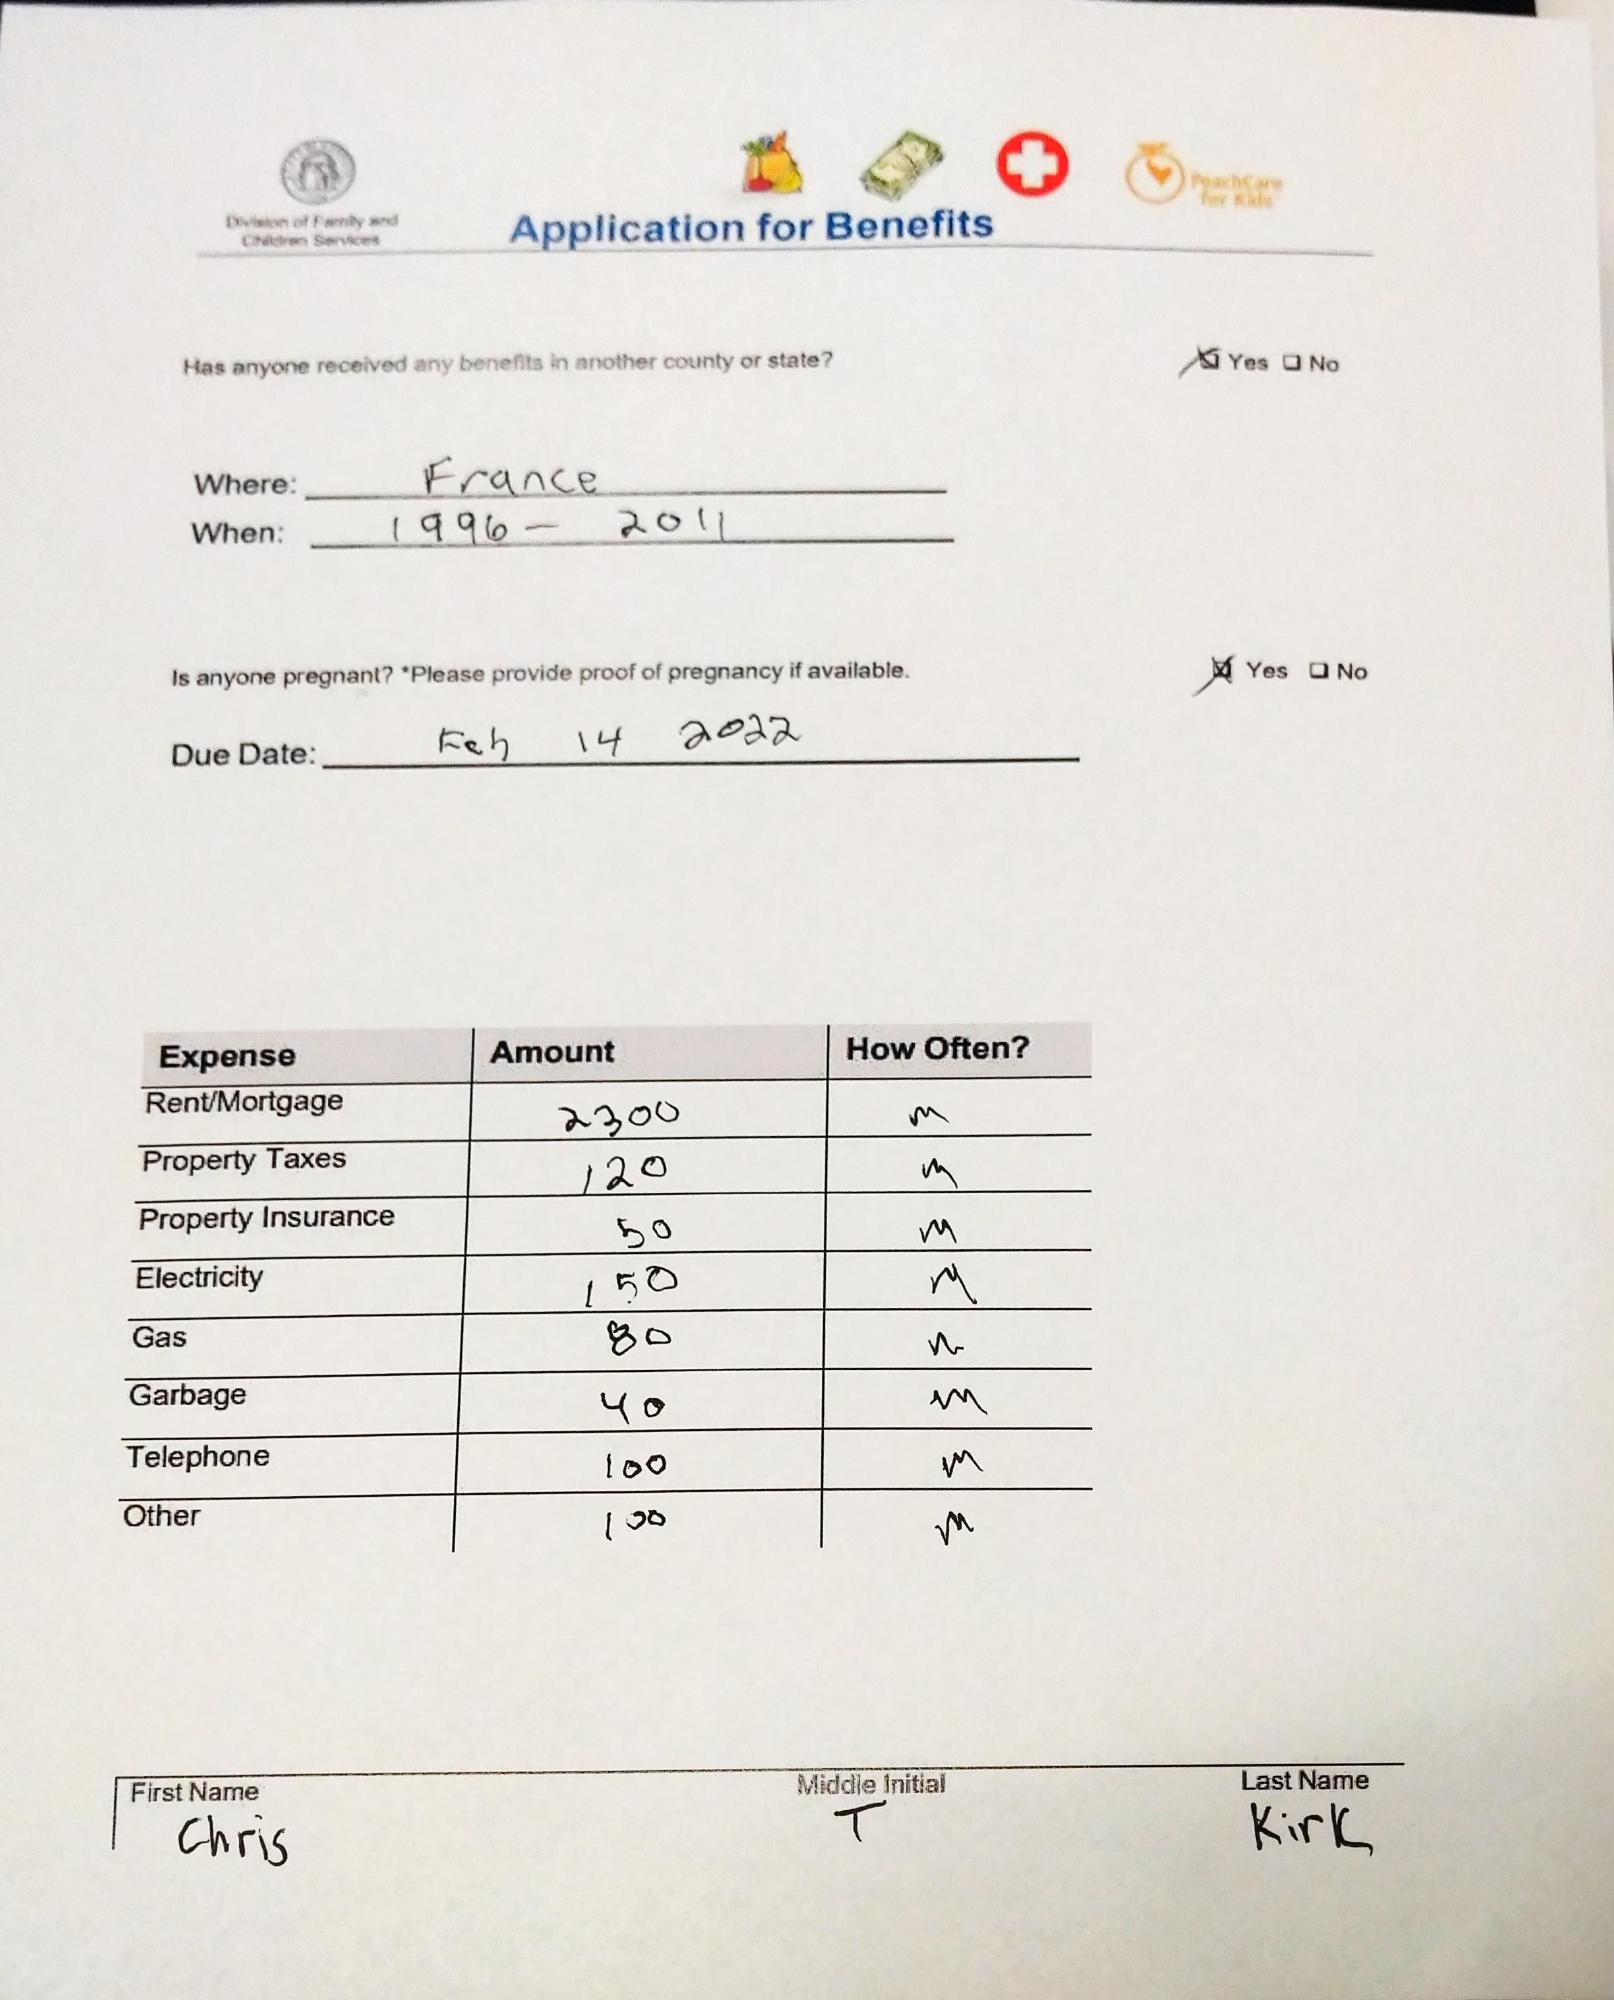 Division of Family and
Children Services
PeachCare
for Kids
Application for Benefits
Has anyone received any benefits in another county or state? ☒ Yes ☐ No
Where: France
When: 1996 - 2011
Is anyone pregnant? *Please provide proof of pregnancy if available. ☒ Yes ☐ No
Due Date: Feb 14 2022
Expense Amount How Often?
Rent/Mortgage 2300 m
Property Taxes 120 m
Property Insurance 50 m
Electricity 150 m
Gas 80 m
Garbage 40 m
Telephone 100 m
Other 100 m
First Name Middle Initial Last Name
Chris T Kirk